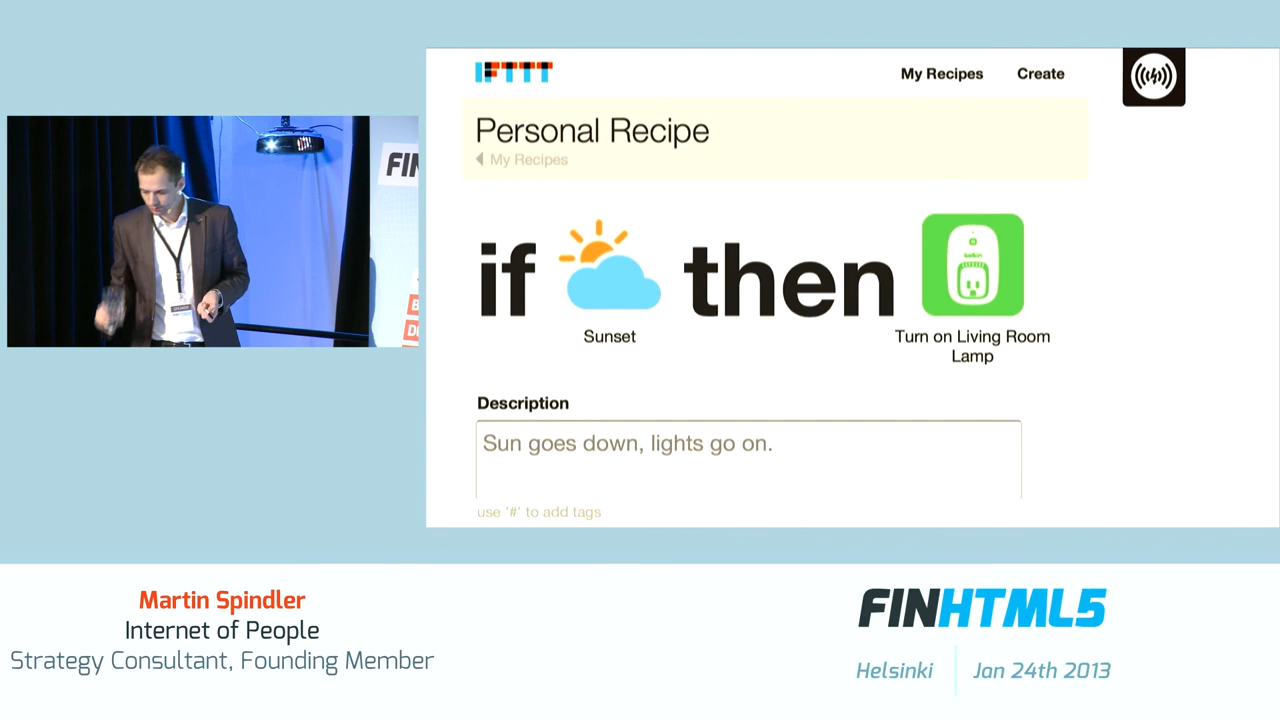 FIN
IFTTT
My Recipes
Create
Personal Recipe
My Recipes
if
then
Sunset
Turn on Living Room
Lamp
Description
Sun goes down, lights go on.
use '#' to add tags
Martin Spindler
Internet of People
Strategy Consultant, Founding Member
FINHTML5
Helsinki
Jan 24th 2013